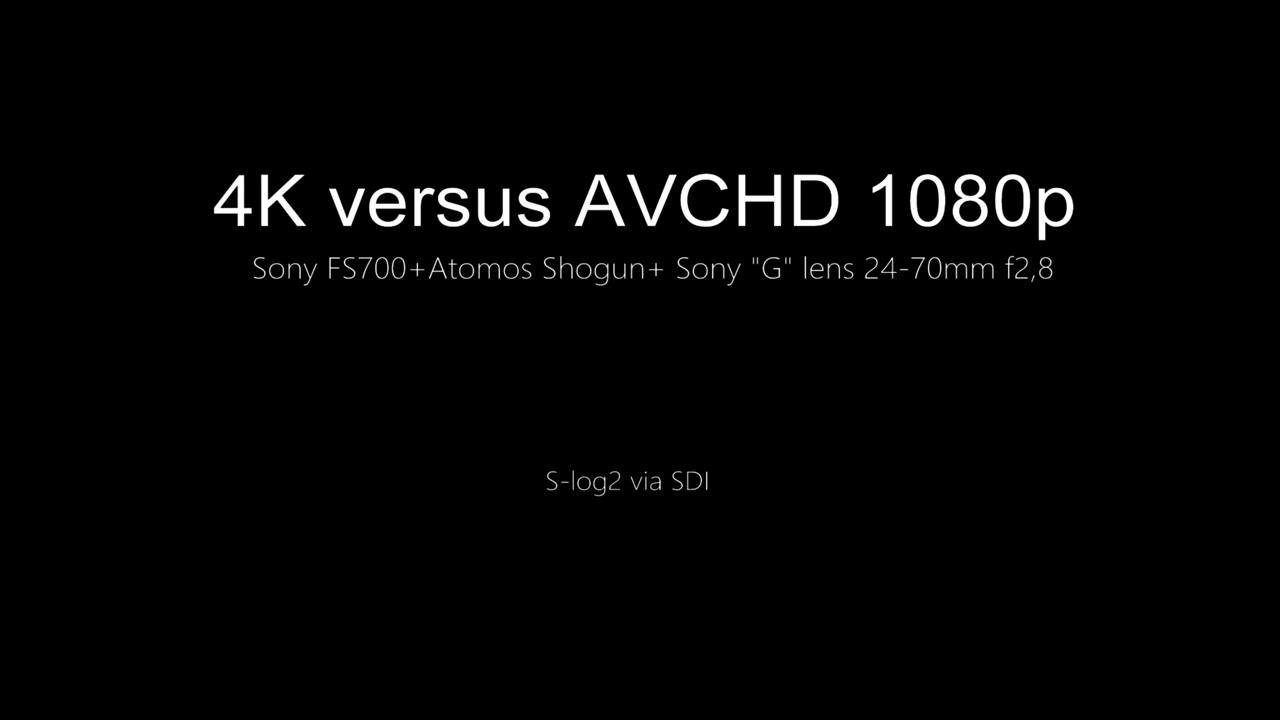 4K versus AVCHD 1080p
Sony FS700+Atomos Shogun+ Sony "G" lens 24-70mm f2,8
S-log2 via SDI